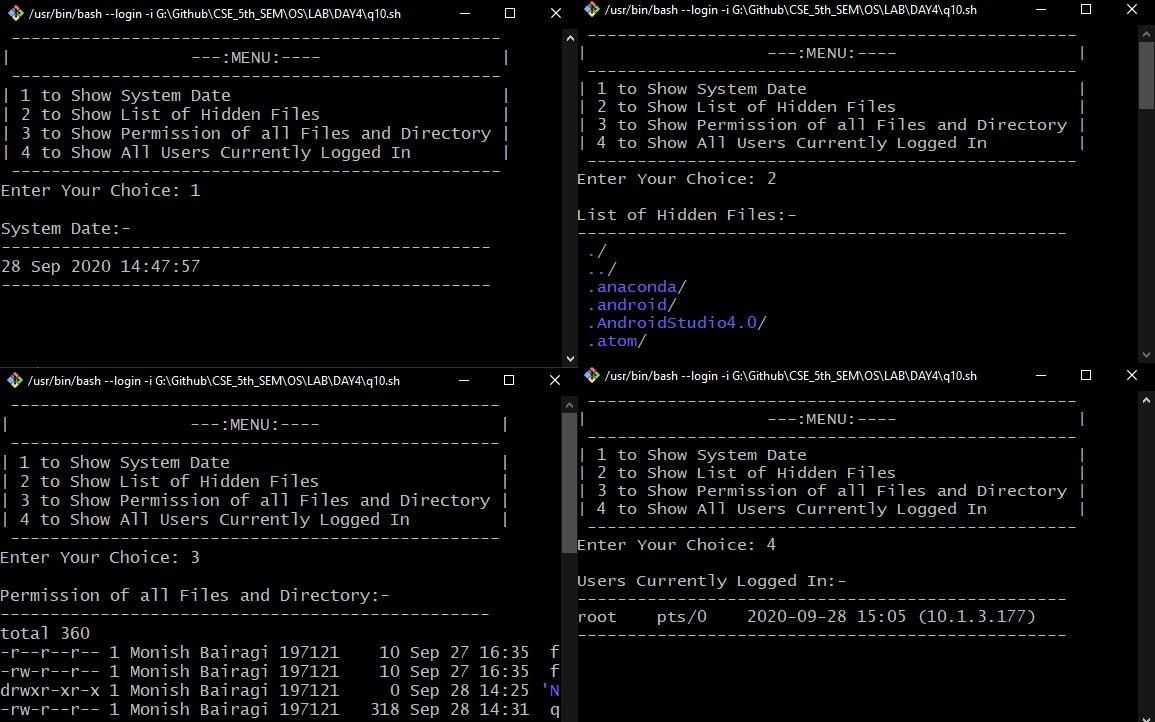 /usr/bin/bash --login -i G:\Github\CSE_5th_SEM\OS\LAB\DAY4\q10.sh
-------------------------------------------------
| ---:MENU:---- |
-------------------------------------------------
| 1 to Show System Date |
| 2 to Show List of Hidden Files |
| 3 to Show Permission of all Files and Directory |
| 4 to Show All Users Currently Logged In |
-------------------------------------------------
Enter Your Choice: 1
System Date:-
-------------------------------------------------
28 Sep 2020 14:47:57
-------------------------------------------------
/usr/bin/bash --login -i G:\Github\CSE_5th_SEM\OS\LAB\DAY4\q10.sh
-------------------------------------------------
| ---:MENU:---- |
-------------------------------------------------
| 1 to Show System Date |
| 2 to Show List of Hidden Files |
| 3 to Show Permission of all Files and Directory |
| 4 to Show All Users Currently Logged In |
-------------------------------------------------
Enter Your Choice: 2
List of Hidden Files:-
-------------------------------------------------
./
../
.anaconda/
.android/
.AndroidStudio4.0/
.atom/
/usr/bin/bash --login -i G:\Github\CSE_5th_SEM\OS\LAB\DAY4\q10.sh
-------------------------------------------------
| ---:MENU:---- |
-------------------------------------------------
| 1 to Show System Date |
| 2 to Show List of Hidden Files |
| 3 to Show Permission of all Files and Directory |
| 4 to Show All Users Currently Logged In |
-------------------------------------------------
Enter Your Choice: 3
Permission of all Files and Directory:-
-------------------------------------------------
total 360
-r--r--r-- 1 Monish Bairagi 197121 10 Sep 27 16:35 f
-rw-r--r-- 1 Monish Bairagi 197121 10 Sep 27 16:35 f
drwxr-xr-x 1 Monish Bairagi 197121 0 Sep 28 14:25 'N
-rw-r--r-- 1 Monish Bairagi 197121 318 Sep 28 14:31 q
/usr/bin/bash --login -i G:\Github\CSE_5th_SEM\OS\LAB\DAY4\q10.sh
-------------------------------------------------
| ---:MENU:---- |
-------------------------------------------------
| 1 to Show System Date |
| 2 to Show List of Hidden Files |
| 3 to Show Permission of all Files and Directory |
| 4 to Show All Users Currently Logged In |
-------------------------------------------------
Enter Your Choice: 4
Users Currently Logged In:-
-------------------------------------------------
root pts/0 2020-09-28 15:05 (10.1.3.177)
-------------------------------------------------